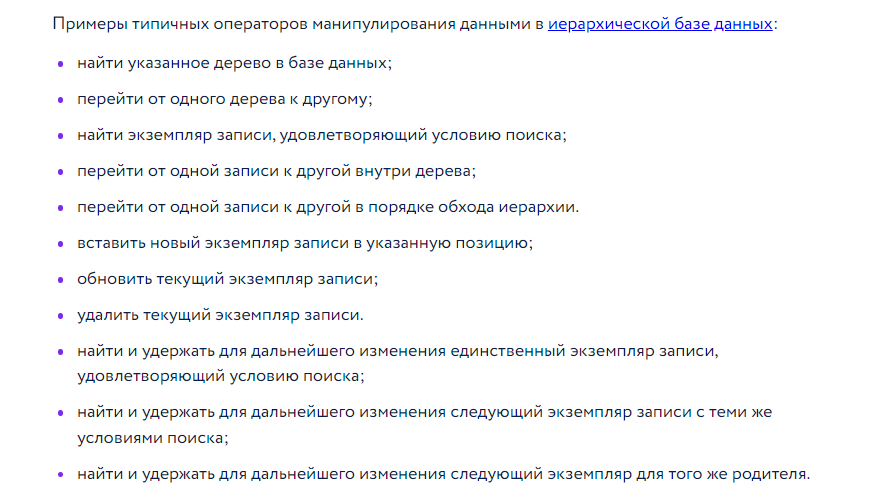 Примеры типичных операторов манипулирования данными в иерархической базе данных:
найти указанное дерево в базе данных;
перейти от одного дерева к другому;
найти экземпляр записи, удовлетворяющий условию поиска;
перейти от одной записи к другой внутри дерева;
перейти от одной записи к другой в порядке обхода иерархии.
вставить новый экземпляр записи в указанную позицию;
обновить текущий экземпляр записи;
удалить текущий экземпляр записи.
найти и удержать для дальнейшего изменения единственный экземпляр записи,
удовлетворяющий условию поиска;
найти и удержать для дальнейшего изменения следующий экземпляр записи с теми же
условиями поиска;
найти и удержать для дальнейшего изменения следующий экземпляр для того же родителя.